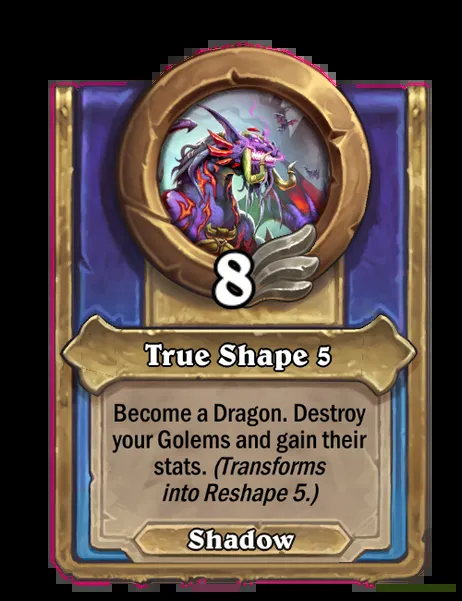 8
True Shape 5
Become a Dragon. Destroy
your Golems and gain their
stats. (Transforms
into Reshape 5.)
Shadow